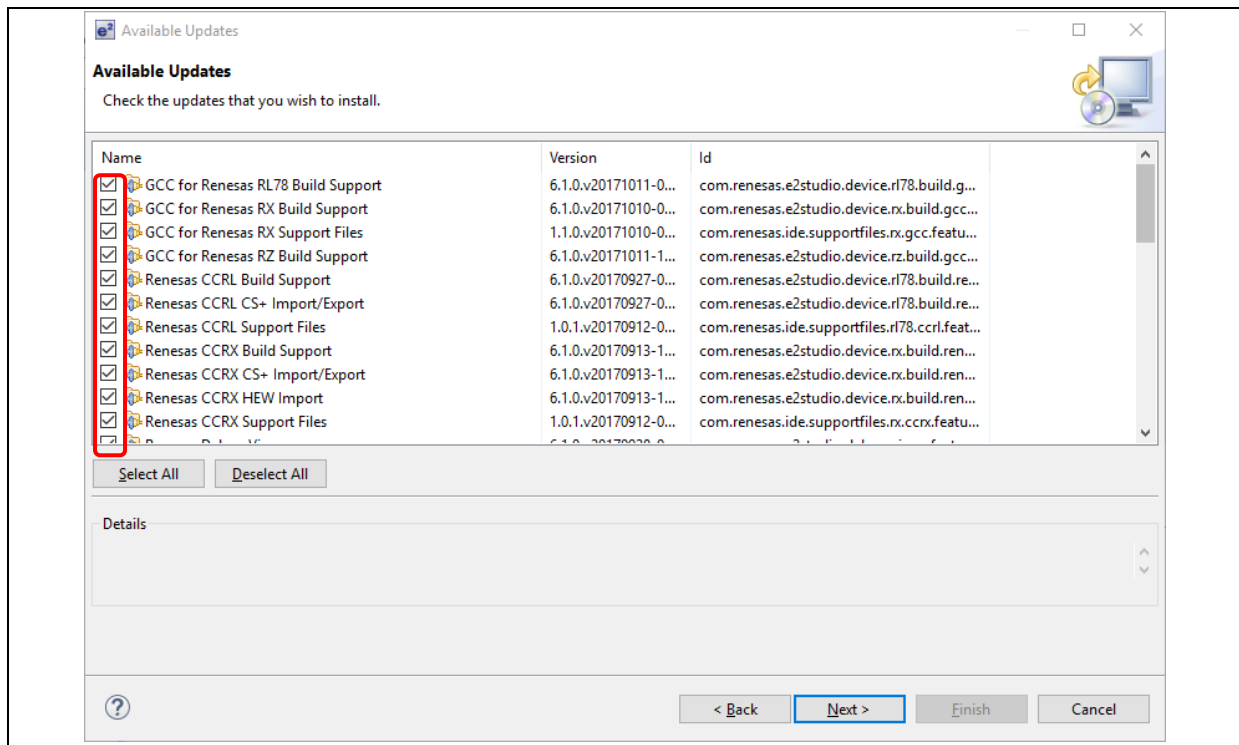 e² Available Updates
Available Updates
Check the updates that you wish to install.
Name Version Id
GCC for Renesas RL78 Build Support 6.1.0.v20171011-0... com.renesas.e2studio.device.rl78.build.g...
GCC for Renesas RX Build Support 6.1.0.v20171010-0... com.renesas.e2studio.device.rx.build.gcc...
GCC for Renesas RX Support Files 1.1.0.v20171010-0... com.renesas.ide.supportfiles.rx.gcc.featu...
GCC for Renesas RZ Build Support 6.1.0.v20171011-1... com.renesas.e2studio.device.rz.build.gcc...
Renesas CCRL Build Support 6.1.0.v20170927-0... com.renesas.e2studio.device.rl78.build.re...
Renesas CCRL CS+ Import/Export 6.1.0.v20170927-0... com.renesas.e2studio.device.rl78.build.re...
Renesas CCRL Support Files 1.0.1.v20170912-0... com.renesas.ide.supportfiles.rl78.ccrl.feat...
Renesas CCRX Build Support 6.1.0.v20170913-1... com.renesas.e2studio.device.rx.build.ren...
Renesas CCRX CS+ Import/Export 6.1.0.v20170913-1... com.renesas.e2studio.device.rx.build.ren...
Renesas CCRX HEW Import 6.1.0.v20170913-1... com.renesas.e2studio.device.rx.build.ren...
Renesas CCRX Support Files 1.0.1.v20170912-0... com.renesas.ide.supportfiles.rx.ccrx.featu...
Select All Deselect All
Details
? < Back Next > Finish Cancel